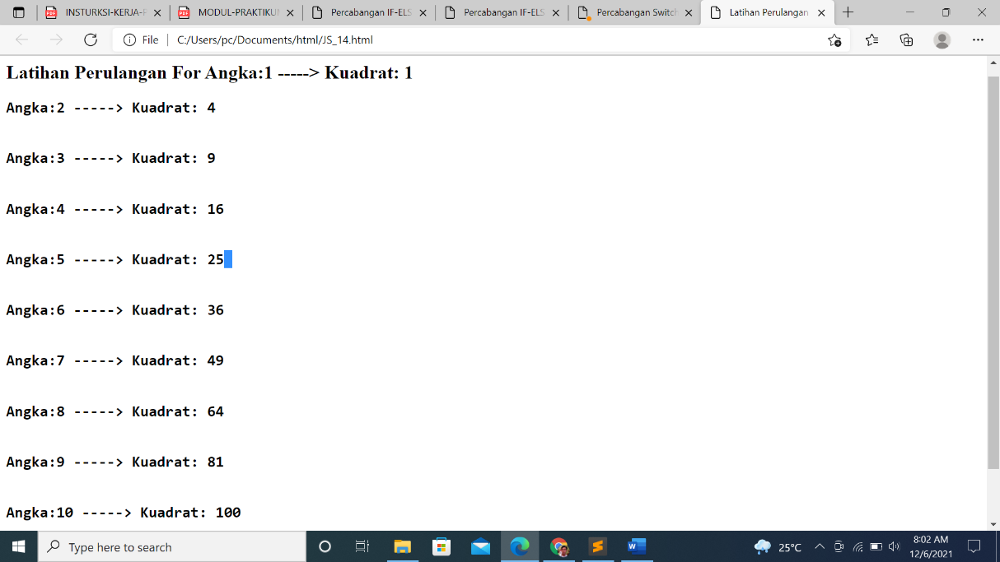 INSTURKSI-KERJA-P
MODUL-PRAKTIKUM
Percabangan IF-ELS
Percabangan IF-ELS
Percabangan Switch
Latihan Perulangan
File
C:/Users/pc/Documents/html/JS_14.html
Latihan Perulangan For Angka:1 -----> Kuadrat: 1
Angka:2 -----> Kuadrat: 4
Angka:3 -----> Kuadrat: 9
Angka:4 -----> Kuadrat: 16
Angka:5 -----> Kuadrat: 25
Angka:6 -----> Kuadrat: 36
Angka:7 -----> Kuadrat: 49
Angka:8 -----> Kuadrat: 64
Angka:9 -----> Kuadrat: 81
Angka:10 -----> Kuadrat: 100
Type here to search
25°C
8:02 AM
12/6/2021